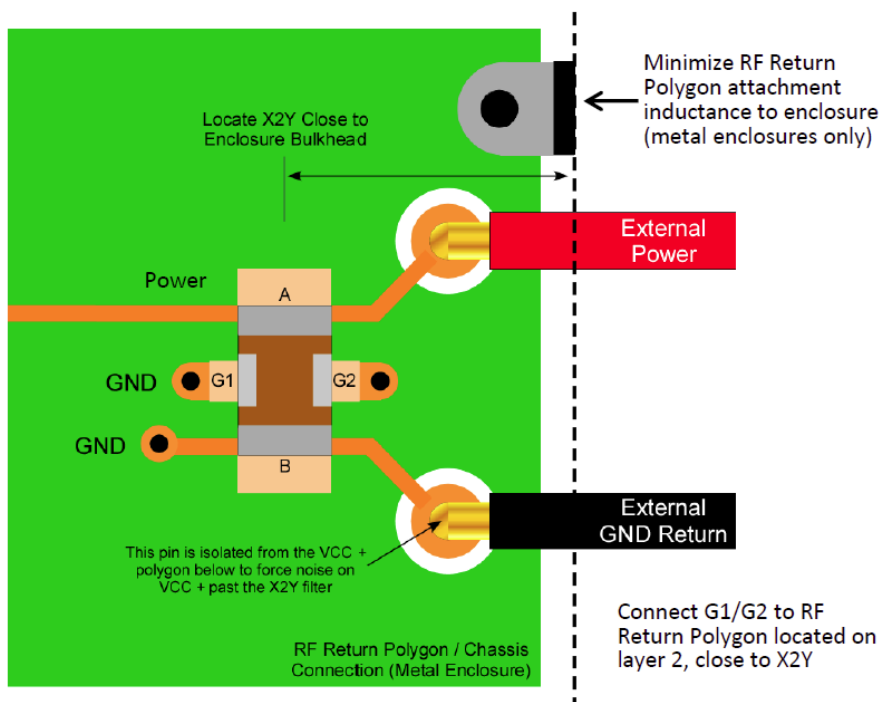 Minimize RF Return
Polygon attachment
inductance to enclosure
(metal enclosures only)
Locate X2Y Close to
Enclosure Bulkhead
External
Power
Power
A
GND
G1
G2
GND
B
External
GND Return
This pin is isolated from the VCC +
polygon below to force noise on
VCC + past the X2Y filter
Connect G1/G2 to RF
Return Polygon located on
layer 2, close to X2Y
RF Return Polygon / Chassis
Connection (Metal Enclosure)